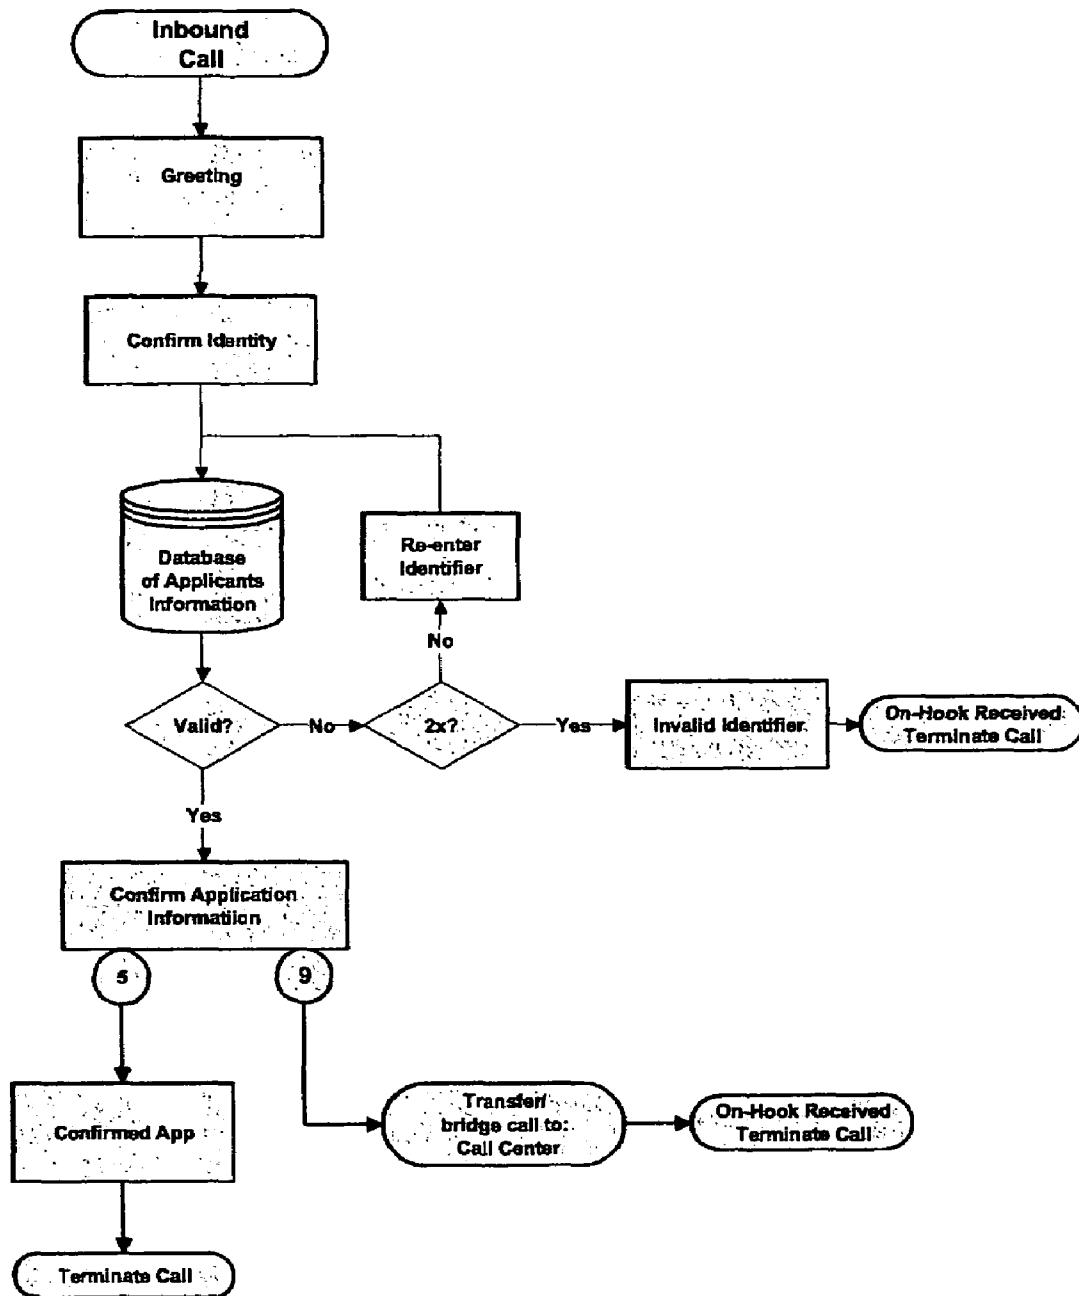 Inbound
Call
Greeting
Confirm Identity
Database
of Applicants
Information
Re-enter
Identifier
No
Valid?
No
2x?
Yes
Invalid Identifier
On-Hook Received
Terminate Call
Yes
Confirm Application
Informatiion
5
9
Confirmed App
Transfer/
bridge call to:
Call Center
On-Hook Received
Terminate Call
Terminate Call